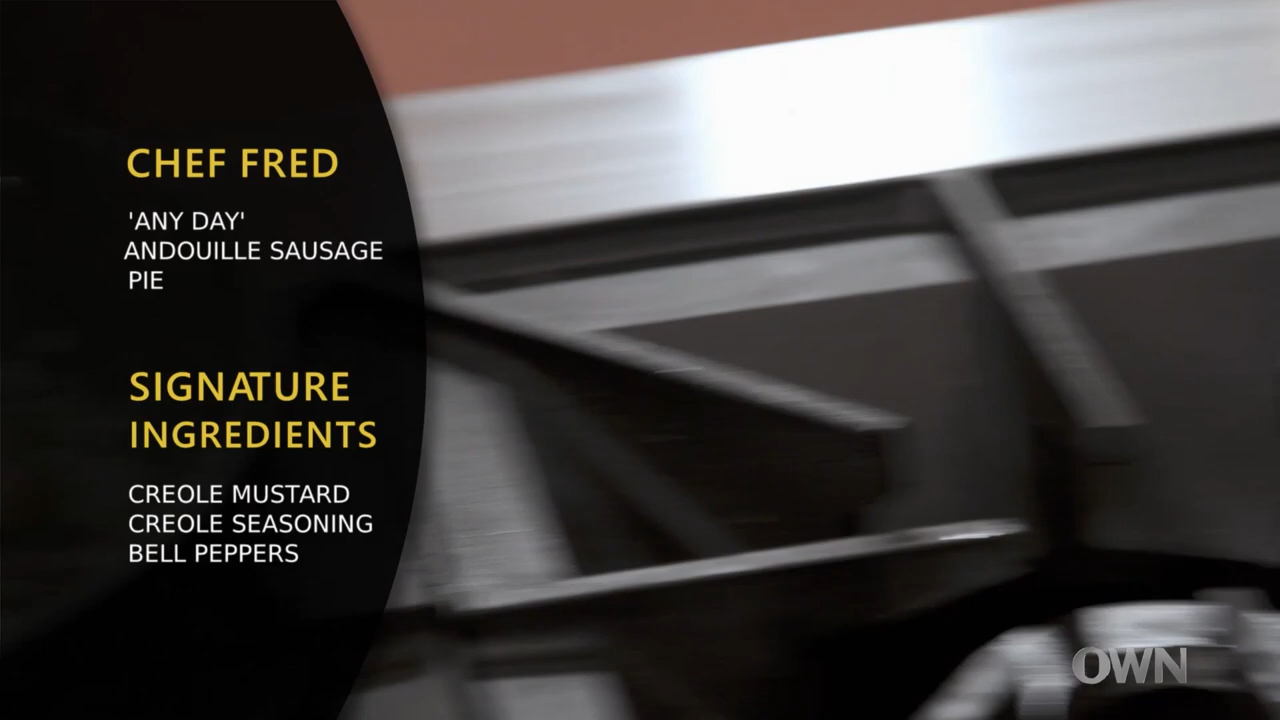 CHEF FRED
'ANY DAY'
ANDOUILLE SAUSAGE
PIE
SIGNATURE
INGREDIENTS
CREOLE MUSTARD
CREOLE SEASONING
BELL PEPPERS
OWN